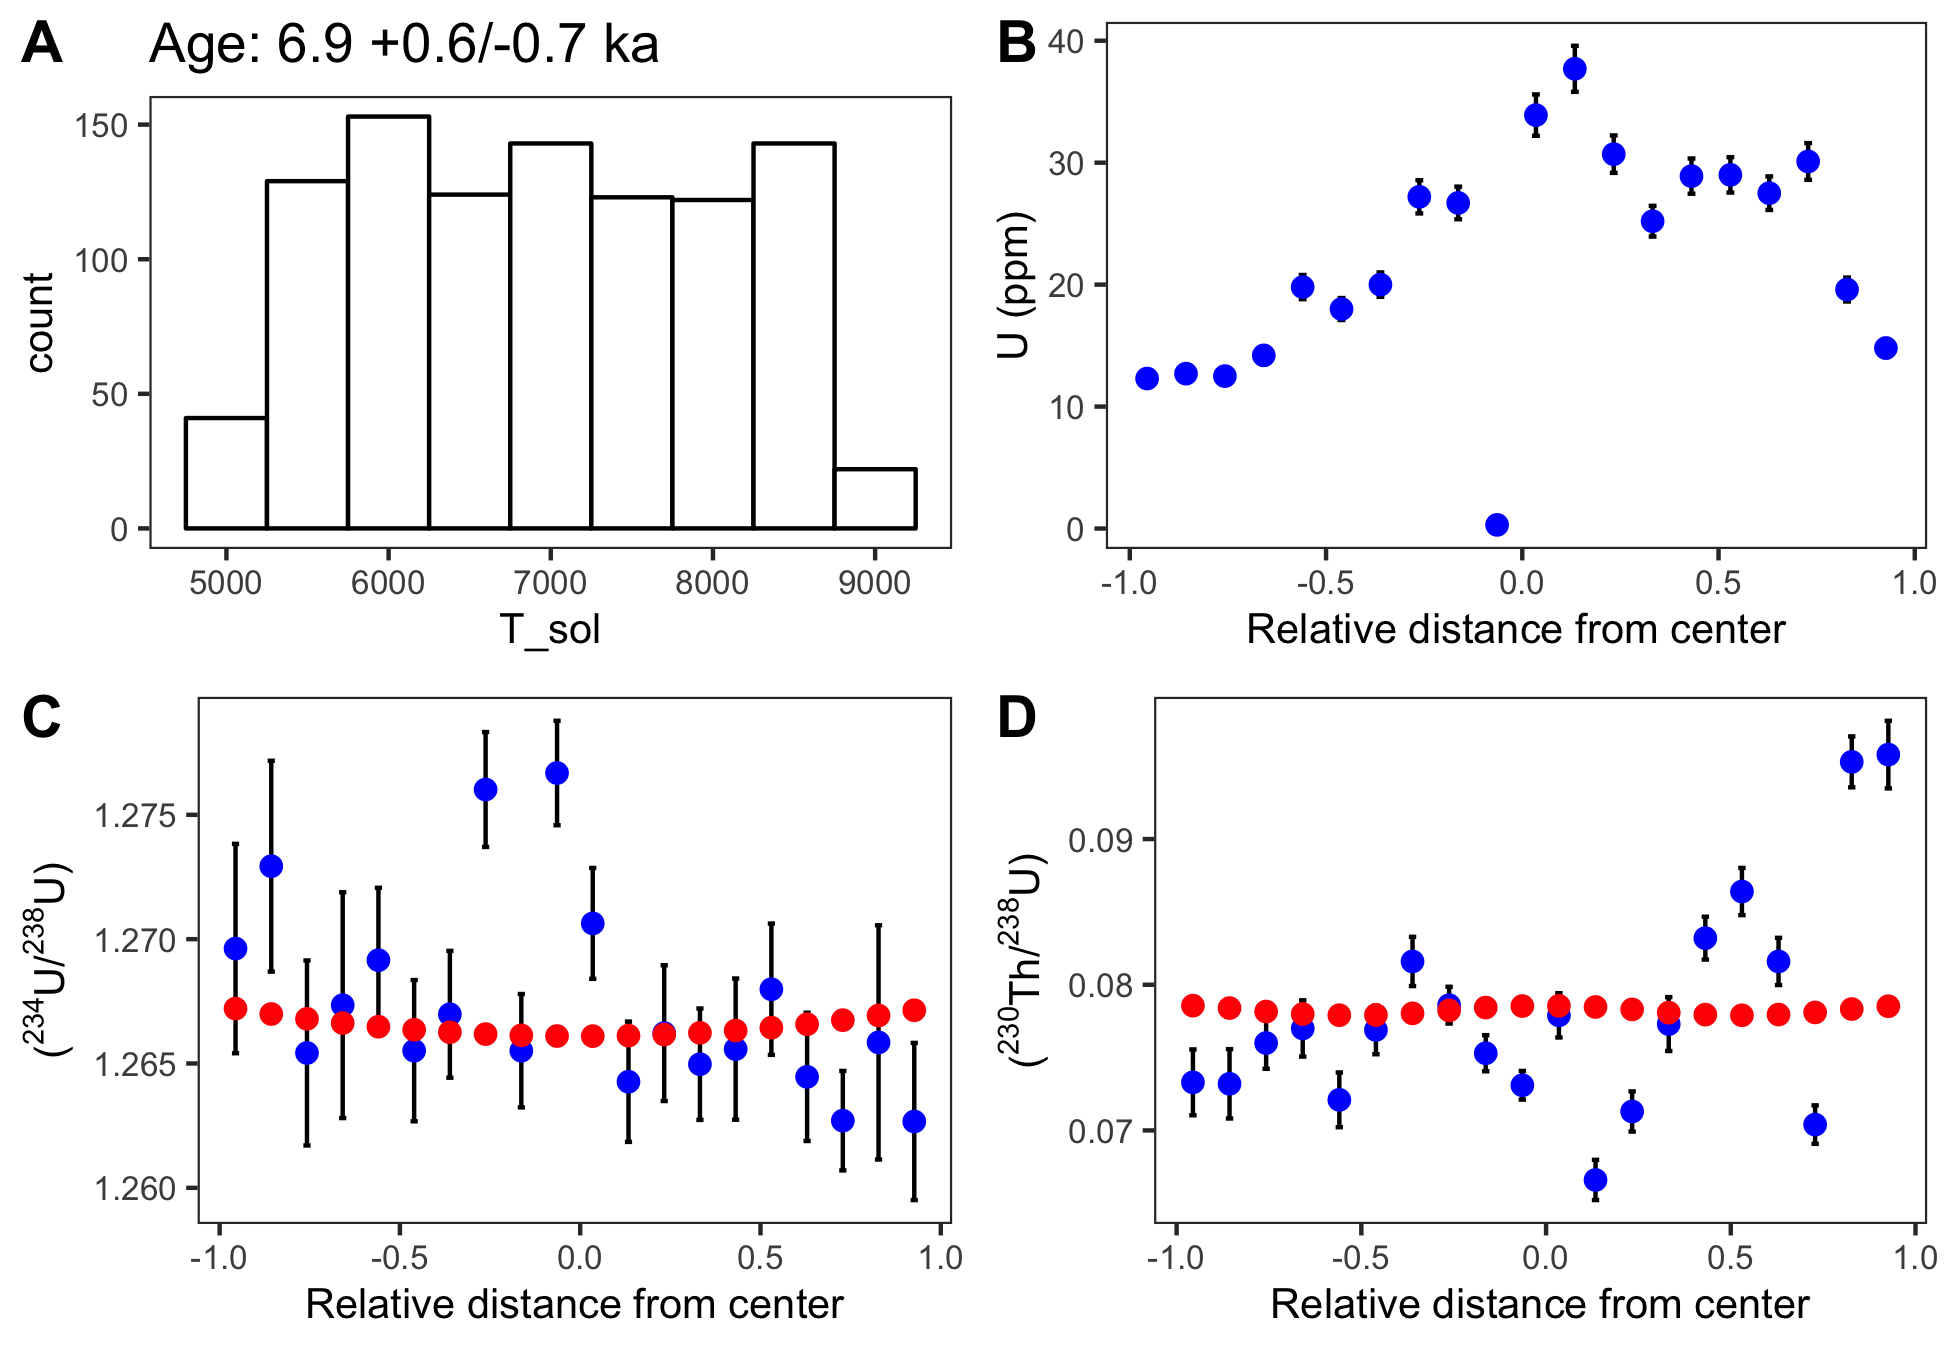 A Age: 6.9 +0.6/-0.7 ka
150
100
50
0
count
5000 6000 7000 8000 9000
T_sol
B
40
30
20
10
0
U (ppm)
-1.0 -0.5 0.0 0.5 1.0
Relative distance from center
C
1.275
1.270
1.265
1.260
(²³⁴U/²³⁸U)
-1.0 -0.5 0.0 0.5 1.0
Relative distance from center
D
0.09
0.08
0.07
(²³⁰Th/²³⁸U)
-1.0 -0.5 0.0 0.5 1.0
Relative distance from center